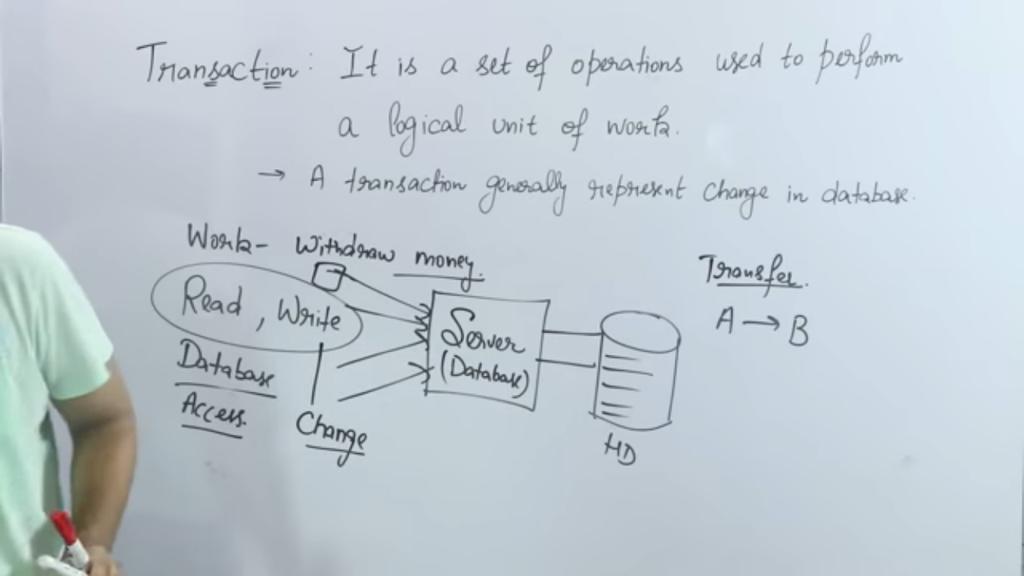 Transaction: It is a set of operations used to perform
a logical unit of work.
→ A transaction generally represent change in database.
Work- Withdraw money.
Read, Write
Database
Access.
Change
Server
(Database)
HD
Transfer.
A → B